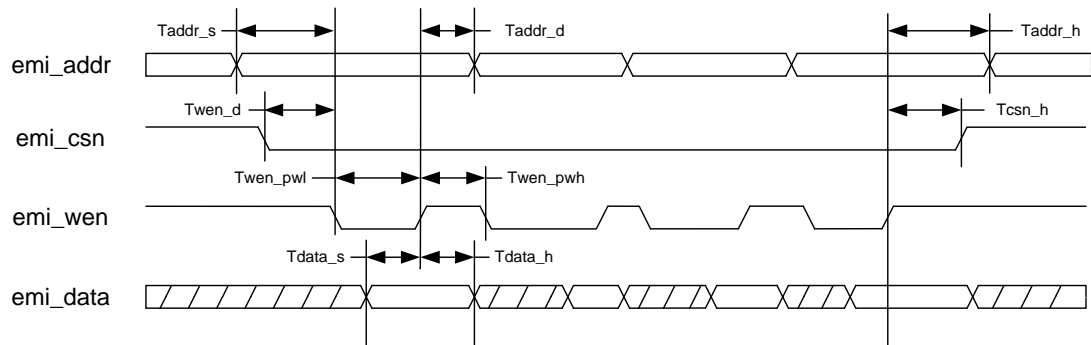 Taddr_s Taddr_d Taddr_h
emi_addr
Twen_d Tcsn_h
emi_csn
Twen_pwl Twen_pwh
emi_wen
Tdata_s Tdata_h
emi_data